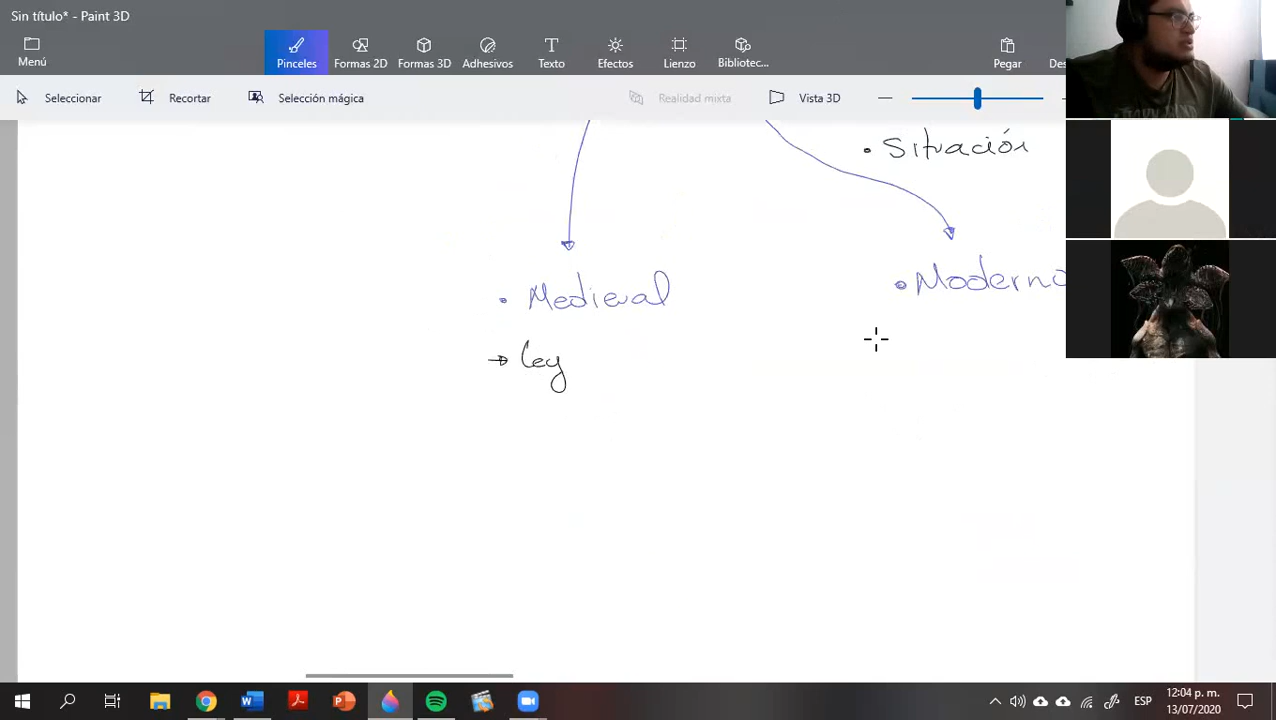 Sin título* - Paint 3D
Menú
Pinceles
Formas 2D
Formas 3D
Adhesivos
Texto
Efectos
Lienzo
Bibliotec...
Pegar
Des
Seleccionar
Recortar
Selección mágica
Realidad mixta
Vista 3D
• Situación
• Medieval
• Moderno
→ Ley
ESP
12:04 p. m.
13/07/2020